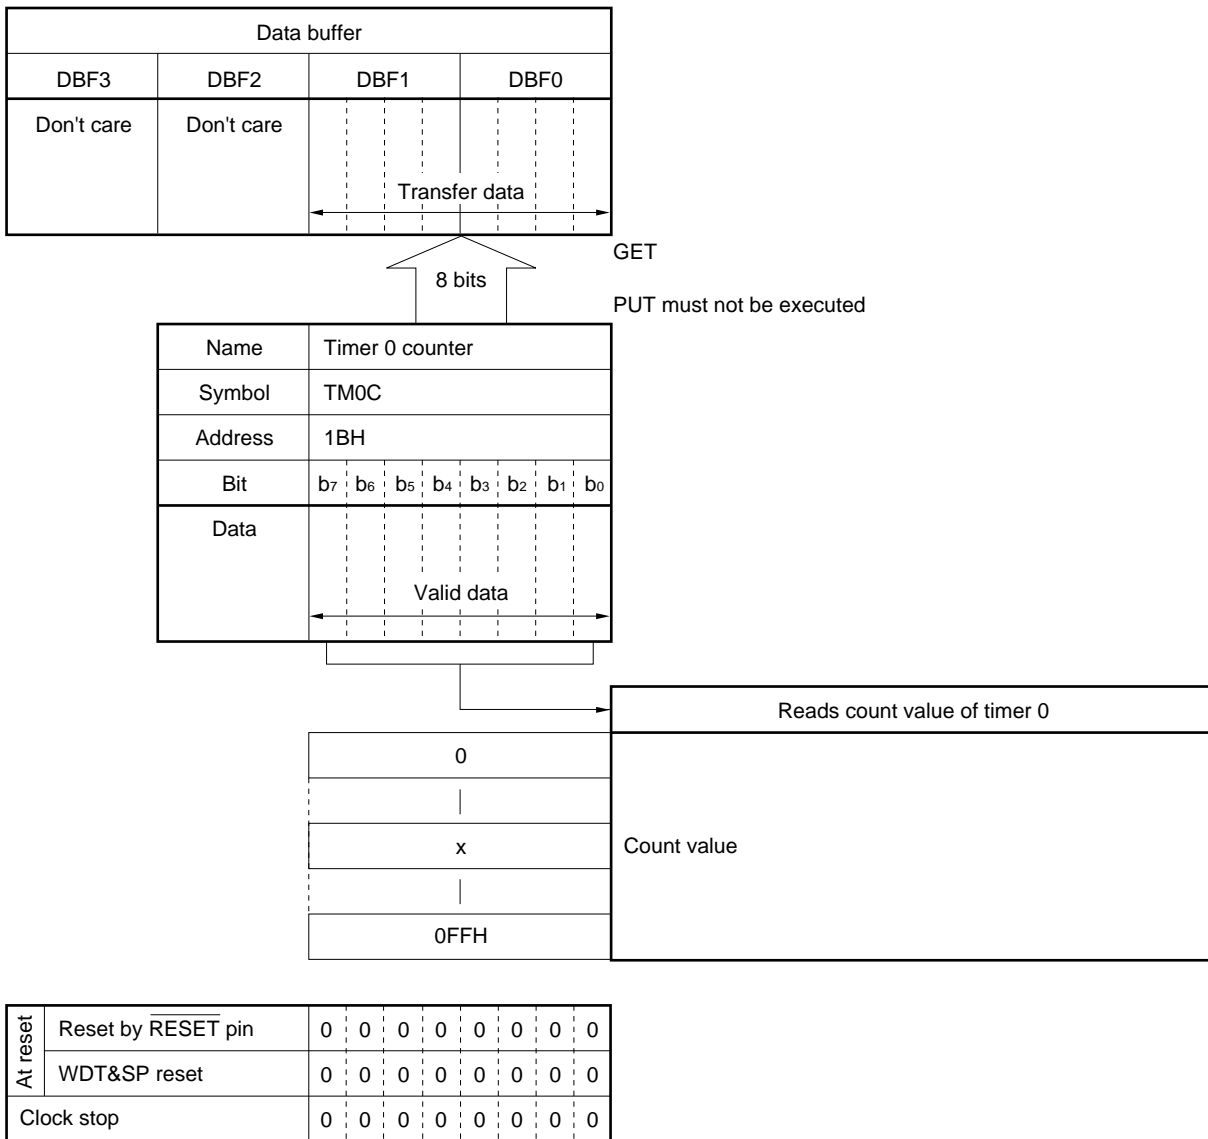 Data buffer
DBF3 DBF2 DBF1 DBF0
Don't care Don't care
Transfer data
GET
8 bits
PUT must not be executed
Name Timer 0 counter
Symbol TM0C
Address 1BH
Bit b7 b6 b5 b4 b3 b2 b1 b0
Data
Valid data
Reads count value of timer 0
0
|
x Count value
|
0FFH
At reset
Reset by RESET pin 0 0 0 0 0 0 0 0
WDT&SP reset 0 0 0 0 0 0 0 0
Clock stop 0 0 0 0 0 0 0 0